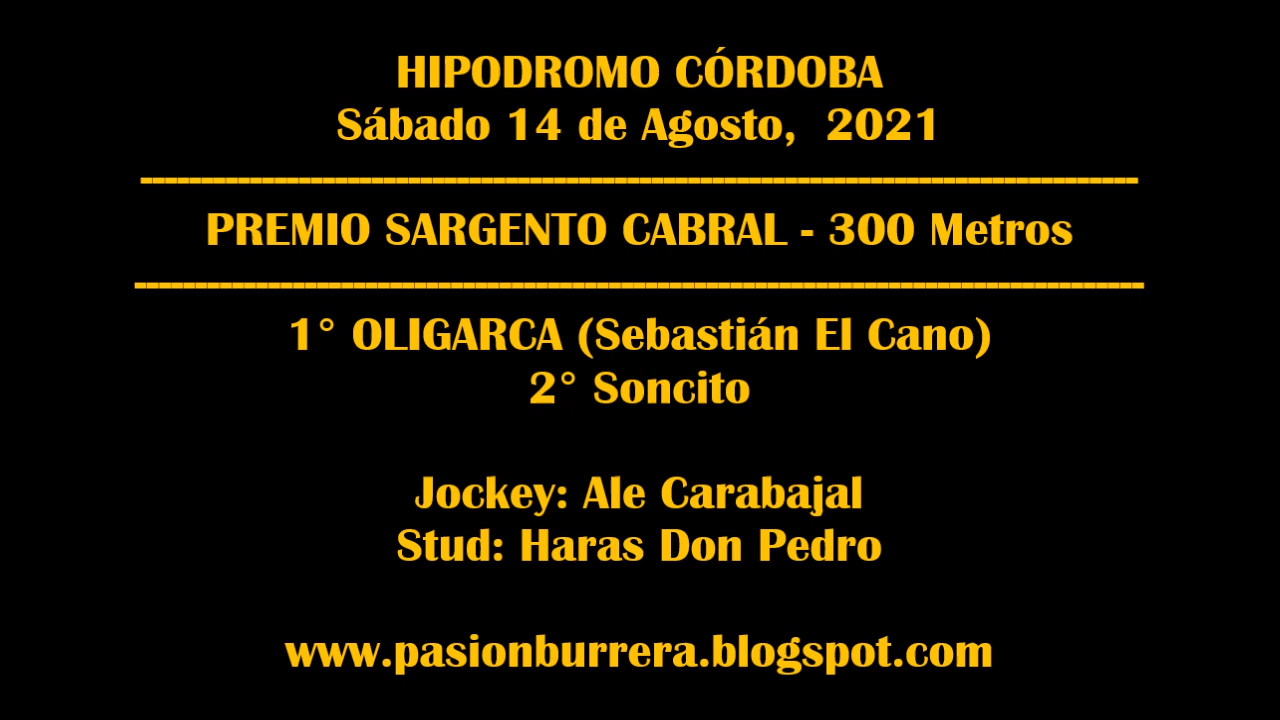 HIPODROMO CÓRDOBA
Sábado 14 de Agosto,  2021
PREMIO SARGENTO CABRAL - 300 Metros
1° OLIGARCA (Sebastián El Cano)
2° Soncito
Jockey: Ale Carabajal
Stud: Haras Don Pedro
www.pasionburrera.blogspot.com